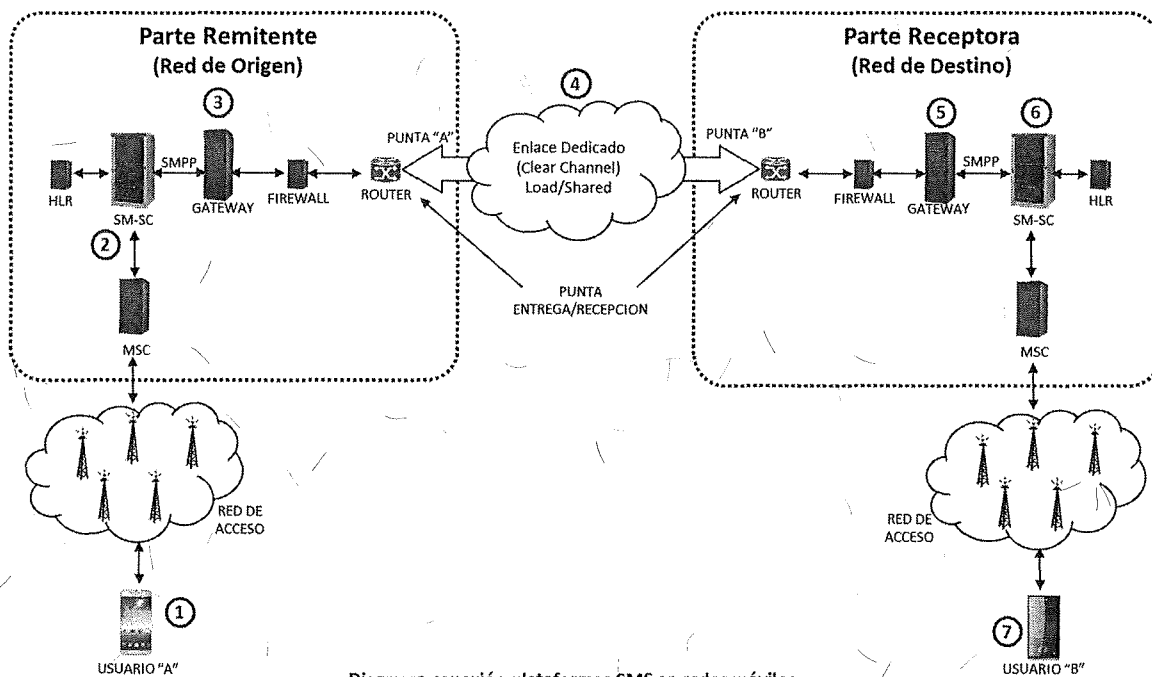 Parte Remitente
(Red de Origen)
3
HLR
SM-SC
SMPP
GATEWAY
FIREWALL
ROUTER
PUNTA "A"
2
MSC
4
Enlace Dedicado
(Clear Channel)
Load/Shared
PUNTA
ENTREGA/RECEPCION
Parte Receptora
(Red de Destino)
PUNTA "B"
ROUTER
FIREWALL
5
GATEWAY
SMPP
6
SM-SC
HLR
MSC
RED DE
ACCESO
1
USUARIO "A"
RED DE
ACCESO
7
USUARIO "B"